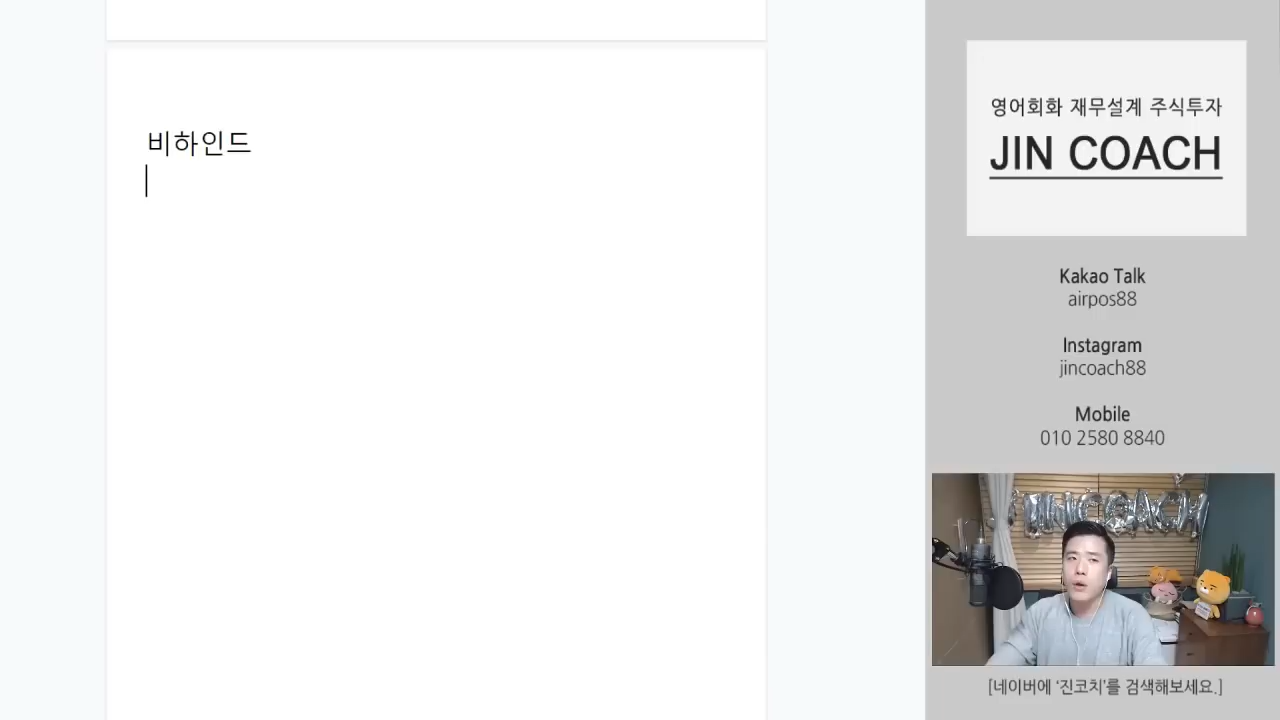 비하인드
영어회화 재무설계 주식투자
JIN COACH
Kakao Talk
airpos88
Instagram
jincoach88
Mobile
010 2580 8840
JINCOACH
[네이버에 '진코치'를 검색해보세요.]